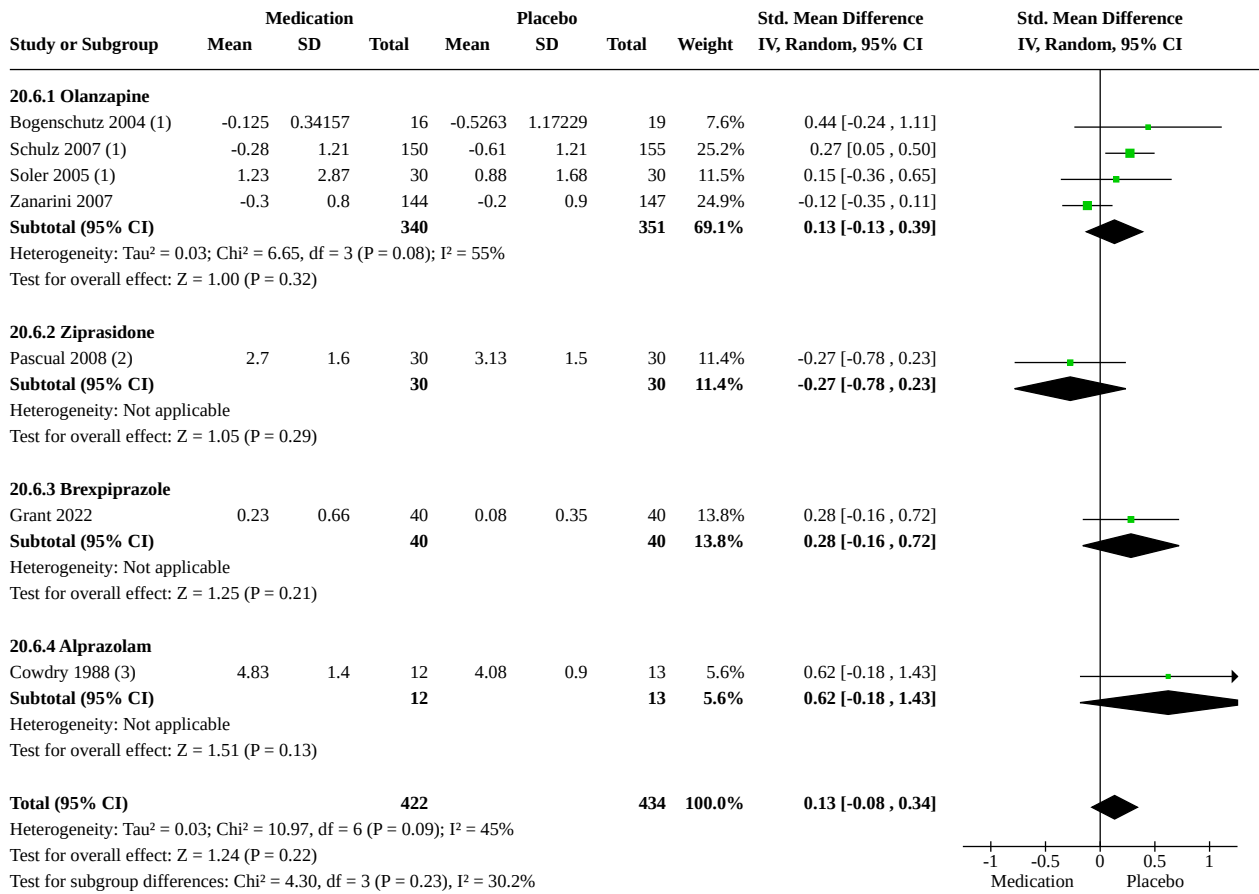 Medication Placebo Std. Mean Difference Std. Mean Difference
Study or Subgroup Mean SD Total Mean SD Total Weight IV, Random, 95% CI IV, Random, 95% CI
20.6.1 Olanzapine
Bogenschutz 2004 (1) -0.125 0.34157 16 -0.5263 1.17229 19 7.6% 0.44 [-0.24 , 1.11]
Schulz 2007 (1) -0.28 1.21 150 -0.61 1.21 155 25.2% 0.27 [0.05 , 0.50]
Soler 2005 (1) 1.23 2.87 30 0.88 1.68 30 11.5% 0.15 [-0.36 , 0.65]
Zanarini 2007 -0.3 0.8 144 -0.2 0.9 147 24.9% -0.12 [-0.35 , 0.11]
Subtotal (95% CI) 340 351 69.1% 0.13 [-0.13 , 0.39]
Heterogeneity: Tau² = 0.03; Chi² = 6.65, df = 3 (P = 0.08); I² = 55%
Test for overall effect: Z = 1.00 (P = 0.32)
20.6.2 Ziprasidone
Pascual 2008 (2) 2.7 1.6 30 3.13 1.5 30 11.4% -0.27 [-0.78 , 0.23]
Subtotal (95% CI) 30 30 11.4% -0.27 [-0.78 , 0.23]
Heterogeneity: Not applicable
Test for overall effect: Z = 1.05 (P = 0.29)
20.6.3 Brexpiprazole
Grant 2022 0.23 0.66 40 0.08 0.35 40 13.8% 0.28 [-0.16 , 0.72]
Subtotal (95% CI) 40 40 13.8% 0.28 [-0.16 , 0.72]
Heterogeneity: Not applicable
Test for overall effect: Z = 1.25 (P = 0.21)
20.6.4 Alprazolam
Cowdry 1988 (3) 4.83 1.4 12 4.08 0.9 13 5.6% 0.62 [-0.18 , 1.43]
Subtotal (95% CI) 12 13 5.6% 0.62 [-0.18 , 1.43]
Heterogeneity: Not applicable
Test for overall effect: Z = 1.51 (P = 0.13)
Total (95% CI) 422 434 100.0% 0.13 [-0.08 , 0.34]
Heterogeneity: Tau² = 0.03; Chi² = 10.97, df = 6 (P = 0.09); I² = 45%
Test for overall effect: Z = 1.24 (P = 0.22)
Test for subgroup differences: Chi² = 4.30, df = 3 (P = 0.23), I² = 30.2%
-1 -0.5 0 0.5 1
Medication Placebo